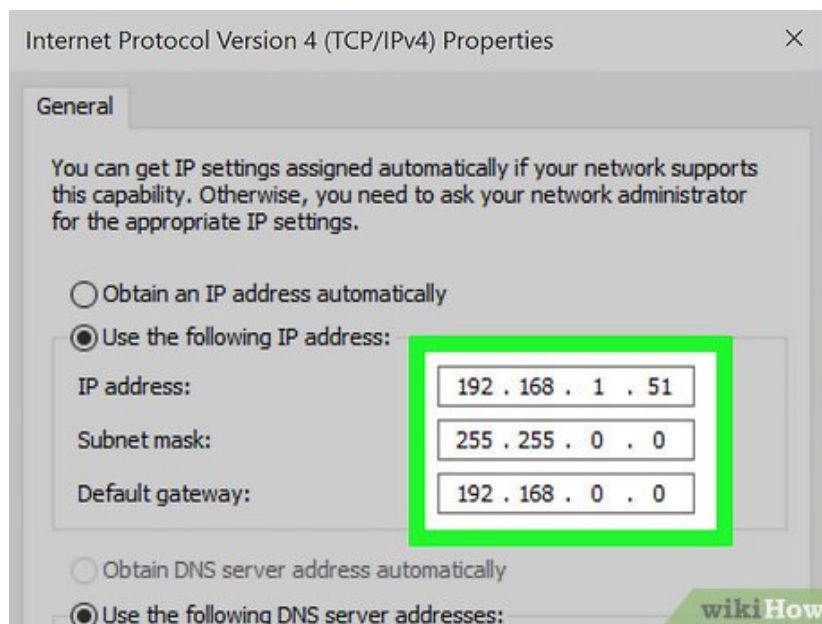 Internet Protocol Version 4 (TCP/IPv4) Properties
General
You can get IP settings assigned automatically if your network supports
this capability. Otherwise, you need to ask your network administrator
for the appropriate IP settings.
Obtain an IP address automatically
Use the following IP address:
IP address: 192 . 168 . 1 . 51
Subnet mask: 255 . 255 . 0 . 0
Default gateway: 192 . 168 . 0 . 0
Obtain DNS server address automatically
Use the following DNS server addresses:
wikiHow